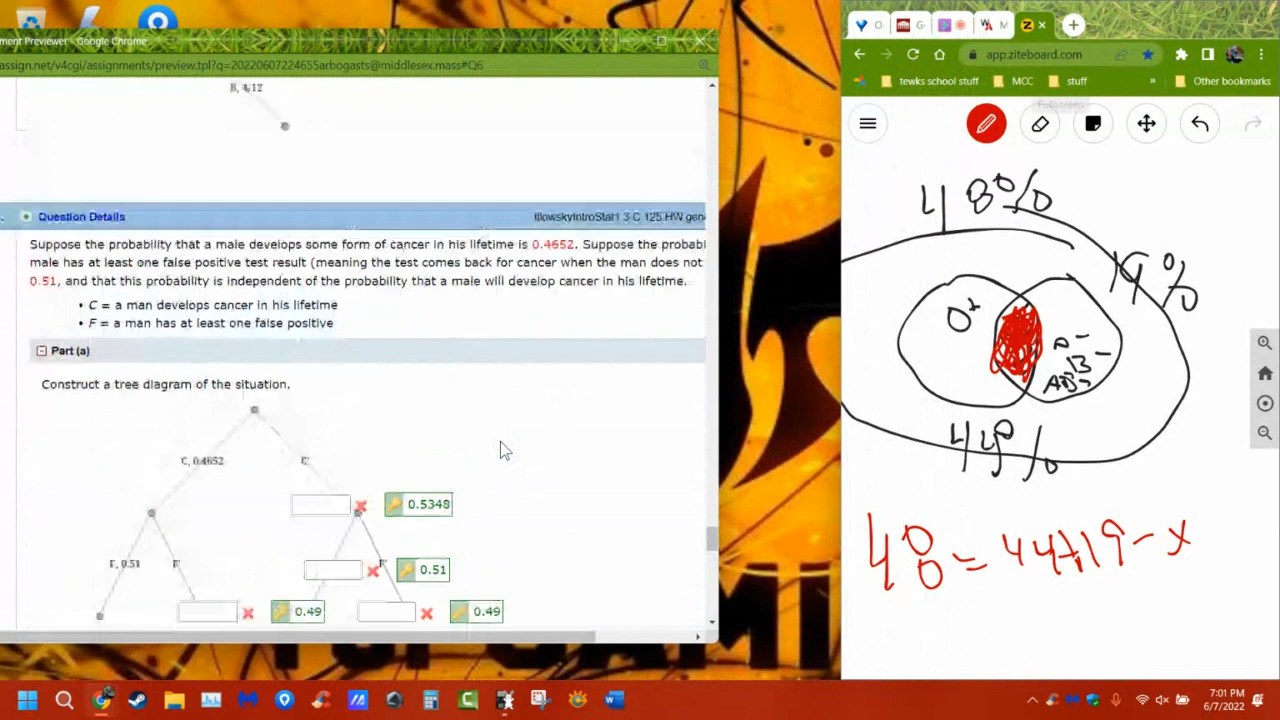 ment Previewer - Google Chrome
assign.net/v4cgi/assignments/preview.tpl?q=20220607224655arbogasts@middlesex.mass#Q6
B, 4/12
Question Details
IllowskyIntroStat1 3.C.125.HW gen
Suppose the probability that a male develops some form of cancer in his lifetime is 0.4652. Suppose the probab
male has at least one false positive test result (meaning the test comes back for cancer when the man does not
0.51, and that this probability is independent of the probability that a male will develop cancer in his lifetime.
• C = a man develops cancer in his lifetime
• F = a man has at least one false positive
Part (a)
Construct a tree diagram of the situation.
C, 0.4652
C'
0.5348
F, 0.51
F'
F'
0.51
0.49
0.49
O
G
M
app.ziteboard.com
tewks school stuff
MCC
stuff
»
Other bookmarks
Fullscreen
48%
19%
O+
B-
44%
48 = 44+19-x
7:01 PM
6/7/2022